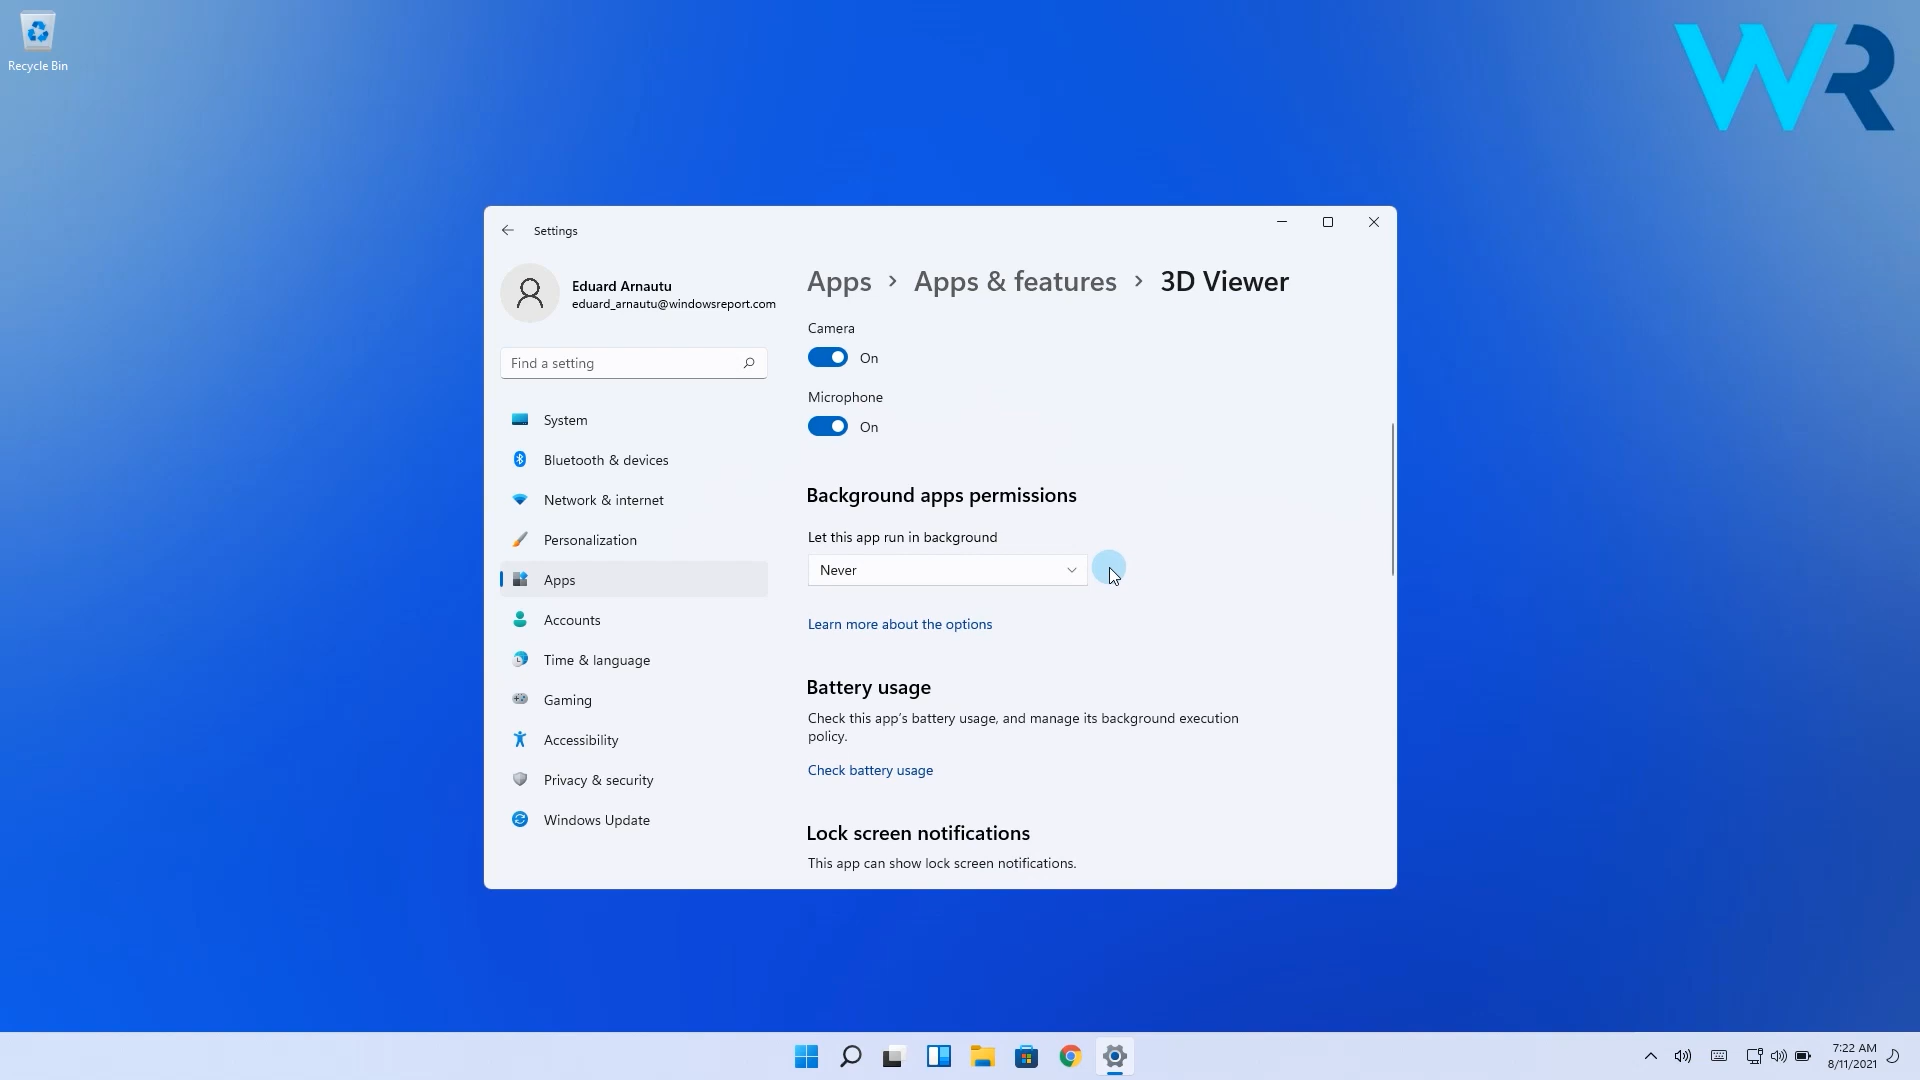 Recycle Bin
WR
Settings
Eduard Arnautu
eduard_arnautu@windowsreport.com
Find a setting
System
Bluetooth & devices
Network & internet
Personalization
Apps
Accounts
Time & language
Gaming
Accessibility
Privacy & security
Windows Update
Apps > Apps & features > 3D Viewer
Camera
On
Microphone
On
Background apps permissions
Let this app run in background
Never
Learn more about the options
Battery usage
Check this app's battery usage, and manage its background execution
policy.
Check battery usage
Lock screen notifications
This app can show lock screen notifications.
7:22 AM
8/11/2021